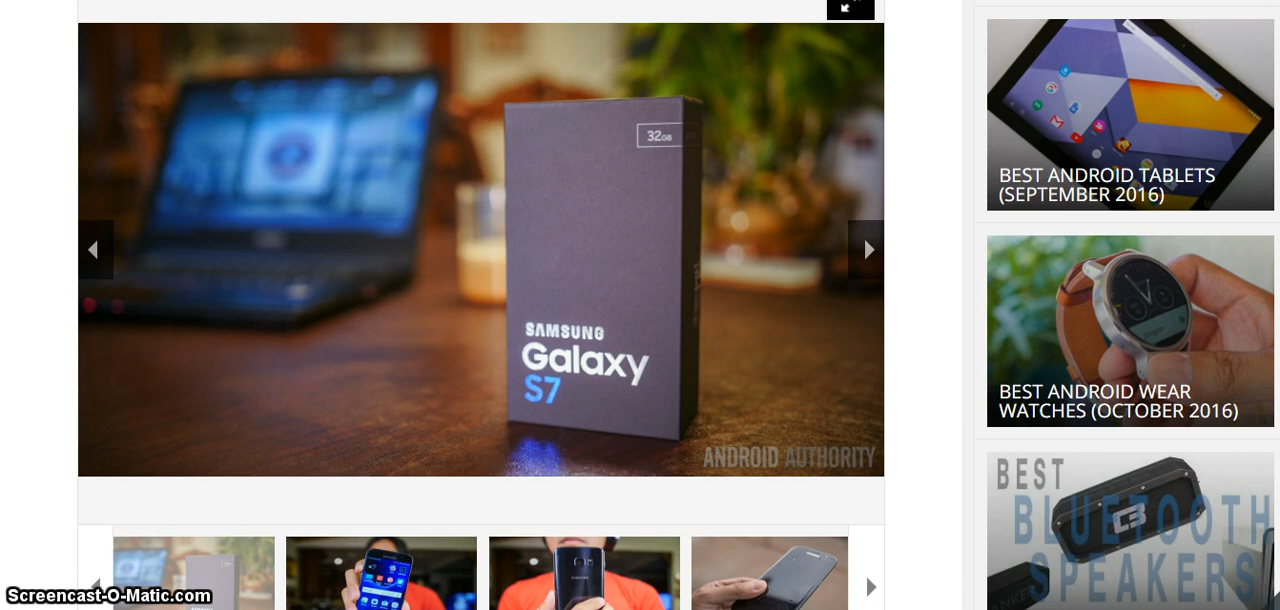 32GB
SAMSUNG
Galaxy
S7
ANDROID AUTHORITY
BEST ANDROID TABLETS
(SEPTEMBER 2016)
BEST ANDROID WEAR
WATCHES (OCTOBER 2016)
BEST
BLUETOOTH
SPEAKERS
Screencast-O-Matic.com